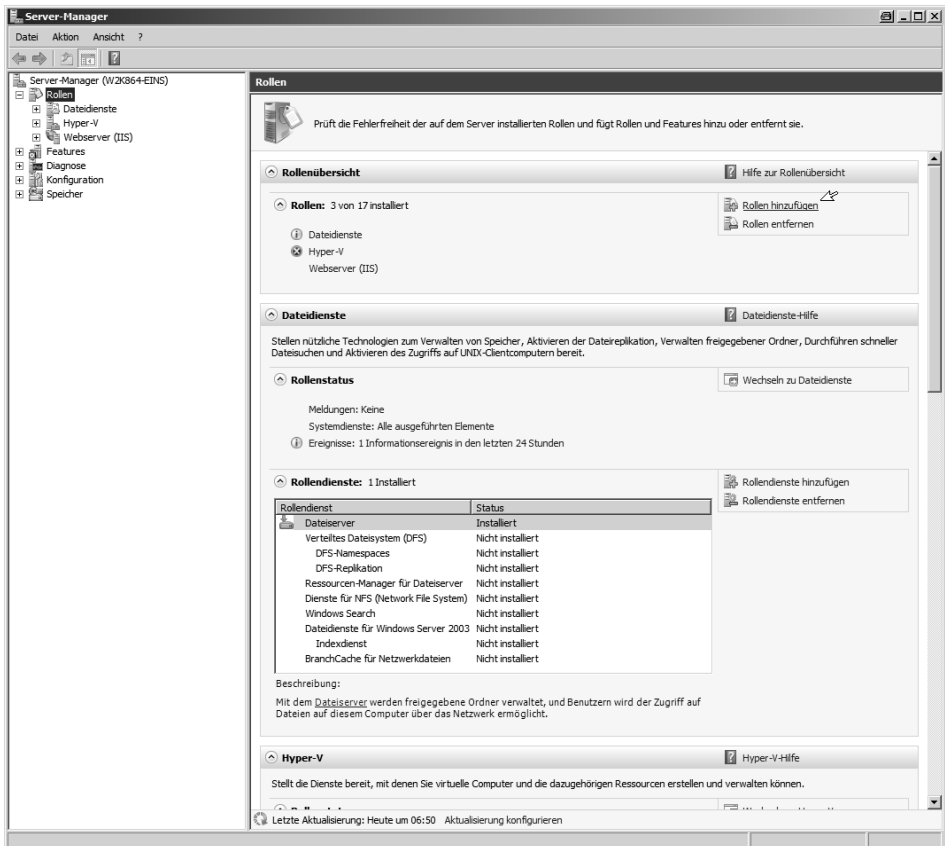 Server-Manager
Datei Aktion Ansicht ?
Server-Manager (W2K864-EINS)
Rollen
Dateidienste
Hyper-V
Webserver (IIS)
Features
Diagnose
Konfiguration
Speicher
Rollen
Prüft die Fehlerfreiheit der auf dem Server installierten Rollen und fügt Rollen und Features hinzu oder entfernt sie.
Rollenübersicht
Hilfe zur Rollenübersicht
Rollen: 3 von 17 installiert
Rollen hinzufügen
Rollen entfernen
Dateidienste
Hyper-V
Webserver (IIS)
Dateidienste
Dateidienste-Hilfe
Stellen nützliche Technologien zum Verwalten von Speicher, Aktivieren der Dateireplikation, Verwalten freigegebener Ordner, Durchführen schneller
Dateisuchen und Aktivieren des Zugriffs auf UNIX-Clientcomputern bereit.
Rollenstatus
Wechseln zu Dateidienste
Meldungen: Keine
Systemdienste: Alle ausgeführten Elemente
Ereignisse: 1 Informationsereignis in den letzten 24 Stunden
Rollendienste: 1 Installiert
Rollendienste hinzufügen
Rollendienste entfernen
Rollendienst Status
Dateiserver Installiert
Verteiltes Dateisystem (DFS) Nicht installiert
DFS-Namespaces Nicht installiert
DFS-Replikation Nicht installiert
Ressourcen-Manager für Dateiserver Nicht installiert
Dienste für NFS (Network File System) Nicht installiert
Windows Search Nicht installiert
Dateidienste für Windows Server 2003 Nicht installiert
Indexdienst Nicht installiert
BranchCache für Netzwerkdateien Nicht installiert
Beschreibung:
Mit dem Dateiserver werden freigegebene Ordner verwaltet, und Benutzern wird der Zugriff auf
Dateien auf diesem Computer über das Netzwerk ermöglicht.
Hyper-V
Hyper-V-Hilfe
Stellt die Dienste bereit, mit denen Sie virtuelle Computer und die dazugehörigen Ressourcen erstellen und verwalten können.
Letzte Aktualisierung: Heute um 06:50 Aktualisierung konfigurieren